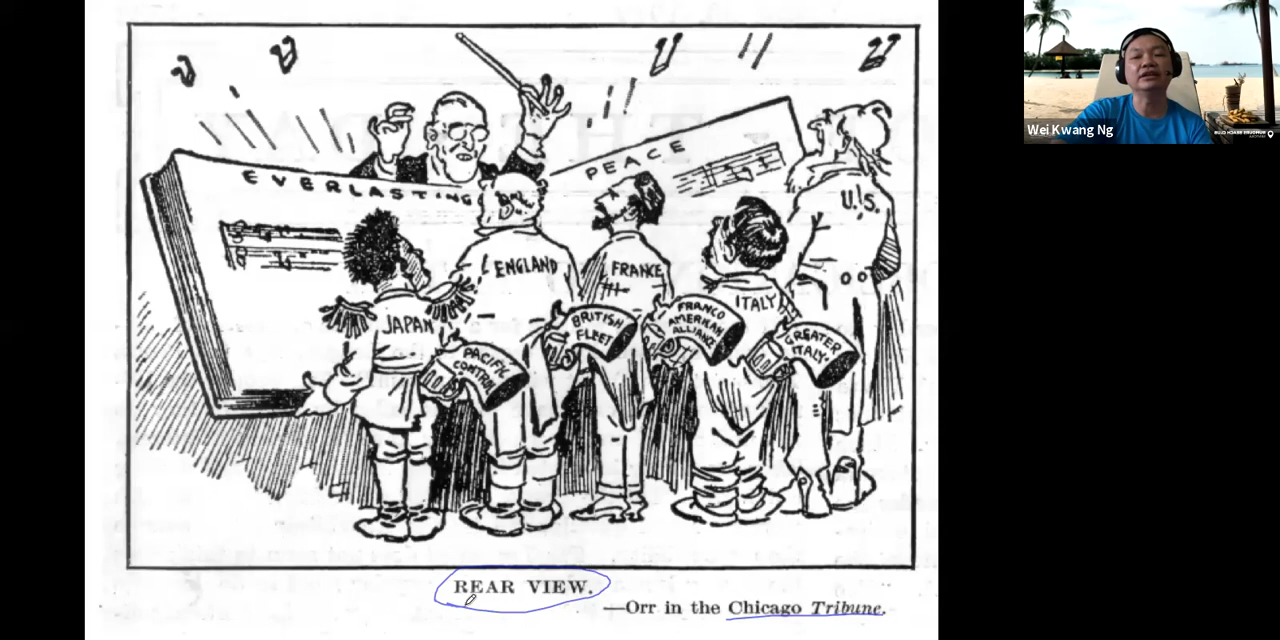 EVERLASTING
PEACE
U.S.
JAPAN
ENGLAND
FRANCE
ITALY
PACIFIC
CONTROL
BRITISH
FLEET
FRANCO
AMERICAN
ALLIANCE
GREATER
ITALY.
REAR VIEW.
—Orr in the Chicago Tribune.
Wei Kwang Ng